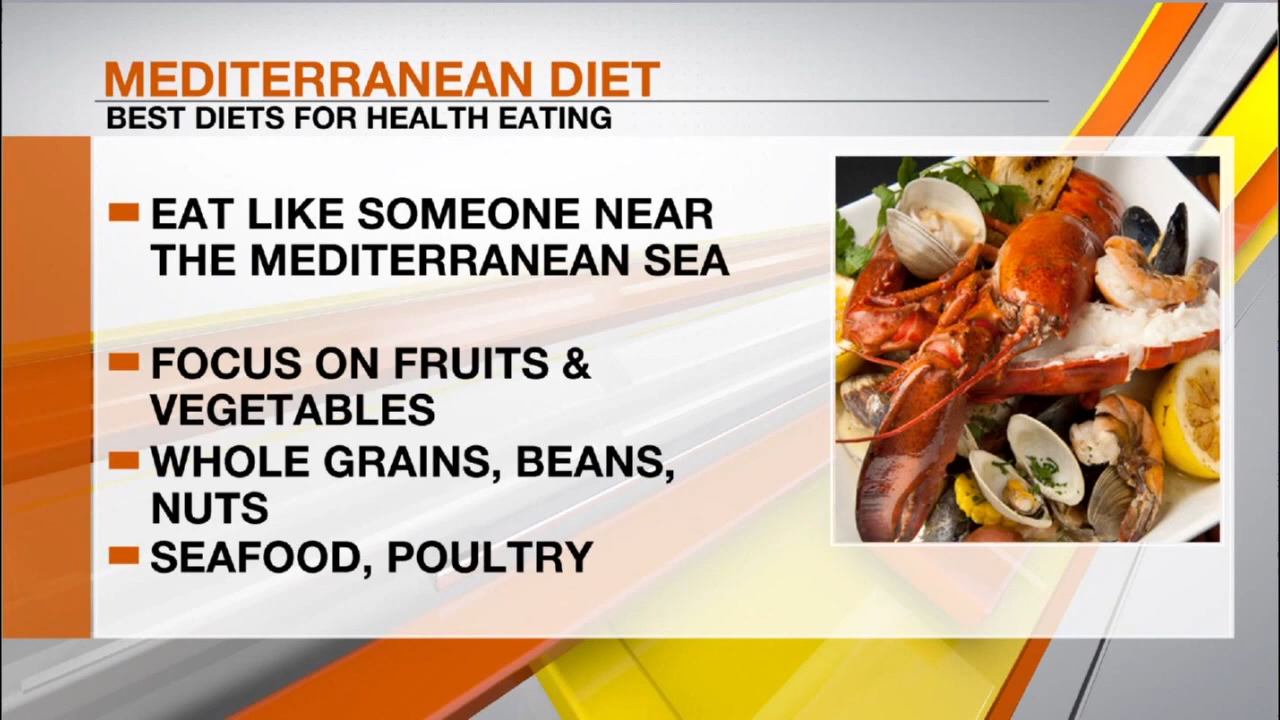 MEDITERRANEAN DIET
BEST DIETS FOR HEALTH EATING
EAT LIKE SOMEONE NEAR
THE MEDITERRANEAN SEA
FOCUS ON FRUITS &
VEGETABLES
WHOLE GRAINS, BEANS,
NUTS
SEAFOOD, POULTRY